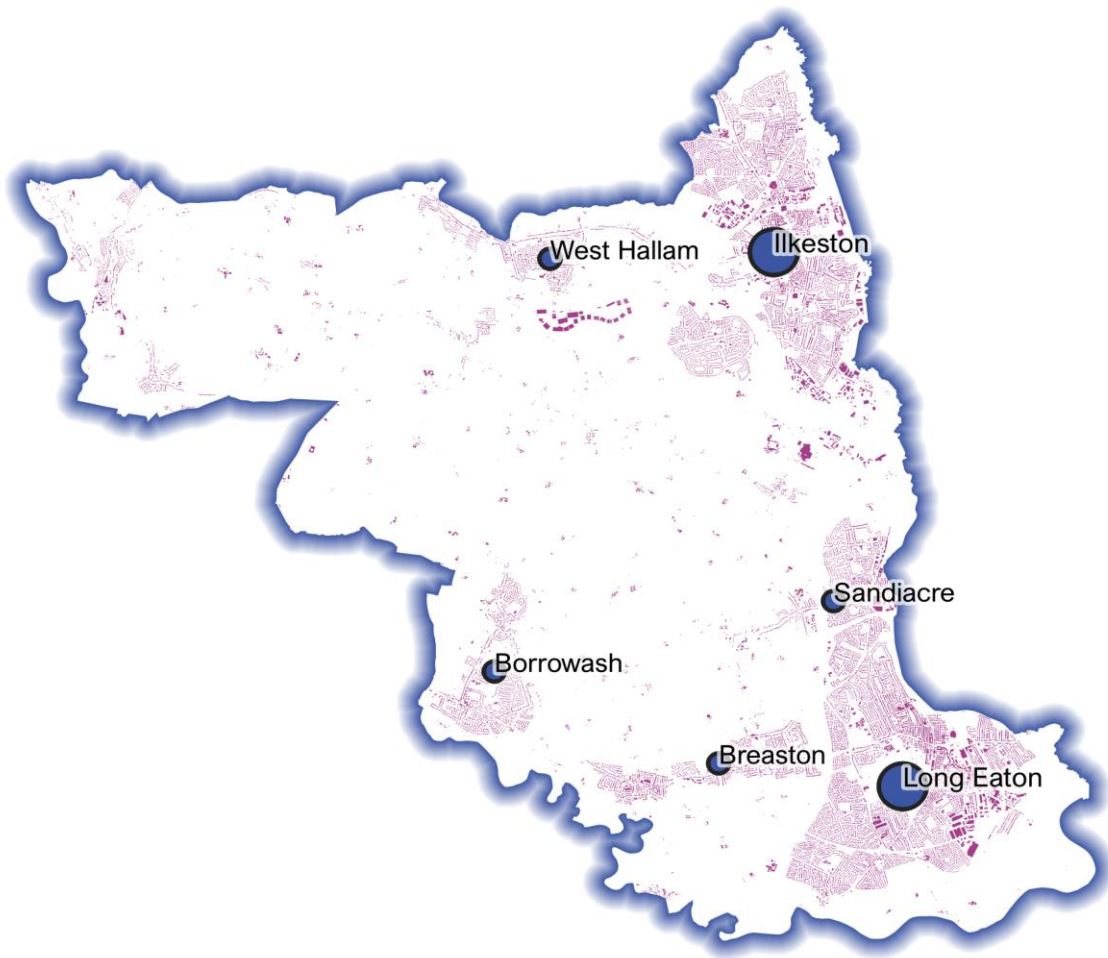 West Hallam
Ilkeston
Sandiacre
Borrowash
Breaston
Long Eaton